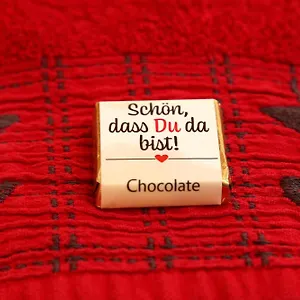 Schön,
dass Du da
bist!
Chocolate